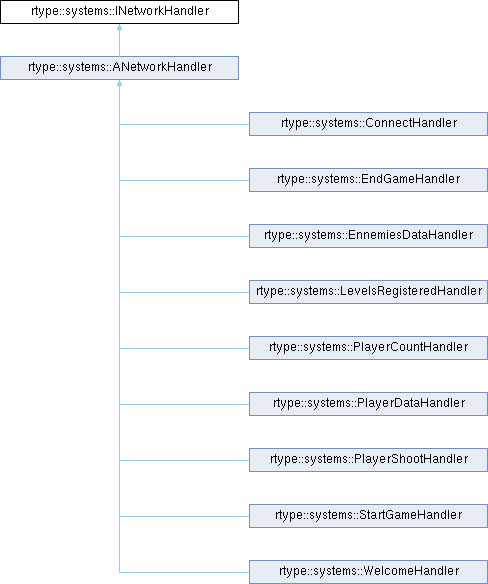 rtype::systems::INetworkHandler
rtype::systems::ANetworkHandler
rtype::systems::ConnectHandler
rtype::systems::EndGameHandler
rtype::systems::EnnemiesDataHandler
rtype::systems::LevelsRegisteredHandler
rtype::systems::PlayerCountHandler
rtype::systems::PlayerDataHandler
rtype::systems::PlayerShootHandler
rtype::systems::StartGameHandler
rtype::systems::WelcomeHandler